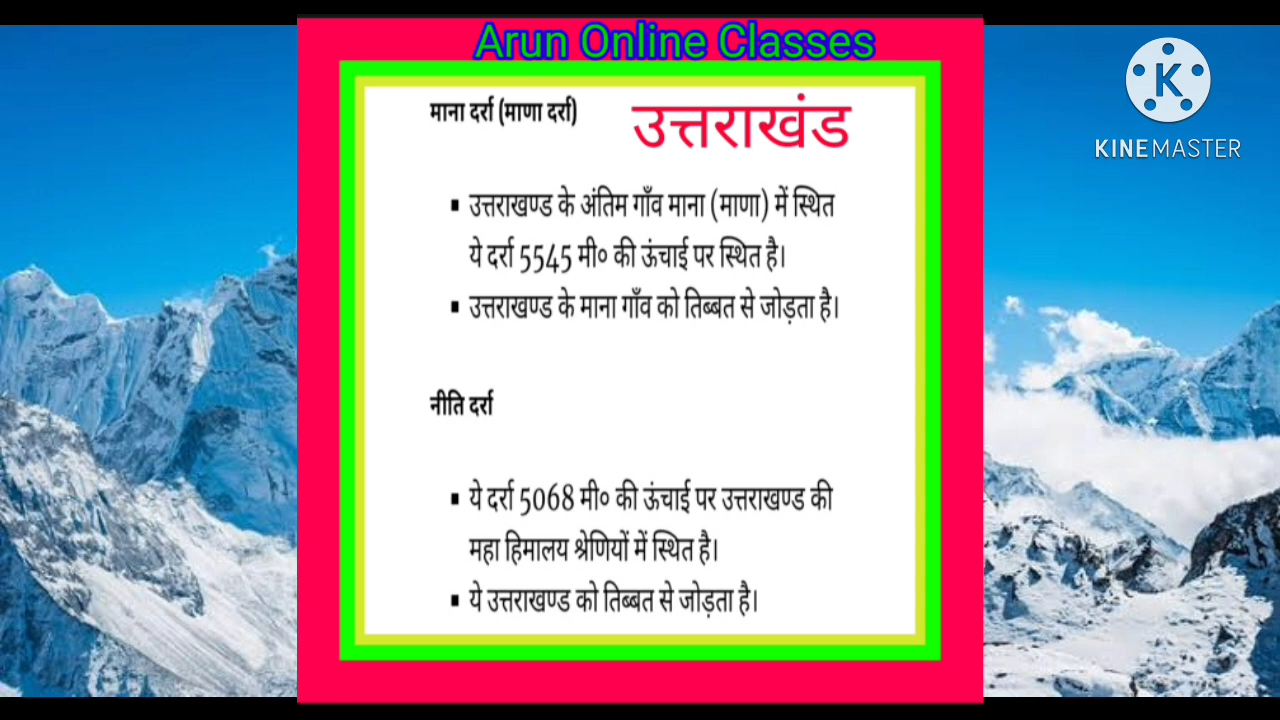 Arun Online Classes
माना दर्रा (माणा दर्रा)
उत्तराखंड
▪ उत्तराखण्ड के अंतिम गाँव माना (माणा) में स्थित
ये दर्रा 5545 मी० की ऊंचाई पर स्थित है।
▪ उत्तराखण्ड के माना गाँव को तिब्बत से जोड़ता है।
नीति दर्रा
▪ ये दर्रा 5068 मी० की ऊंचाई पर उत्तराखण्ड की
महा हिमालय श्रेणियों में स्थित है।
▪ ये उत्तराखण्ड को तिब्बत से जोड़ता है।
K
KINEMASTER